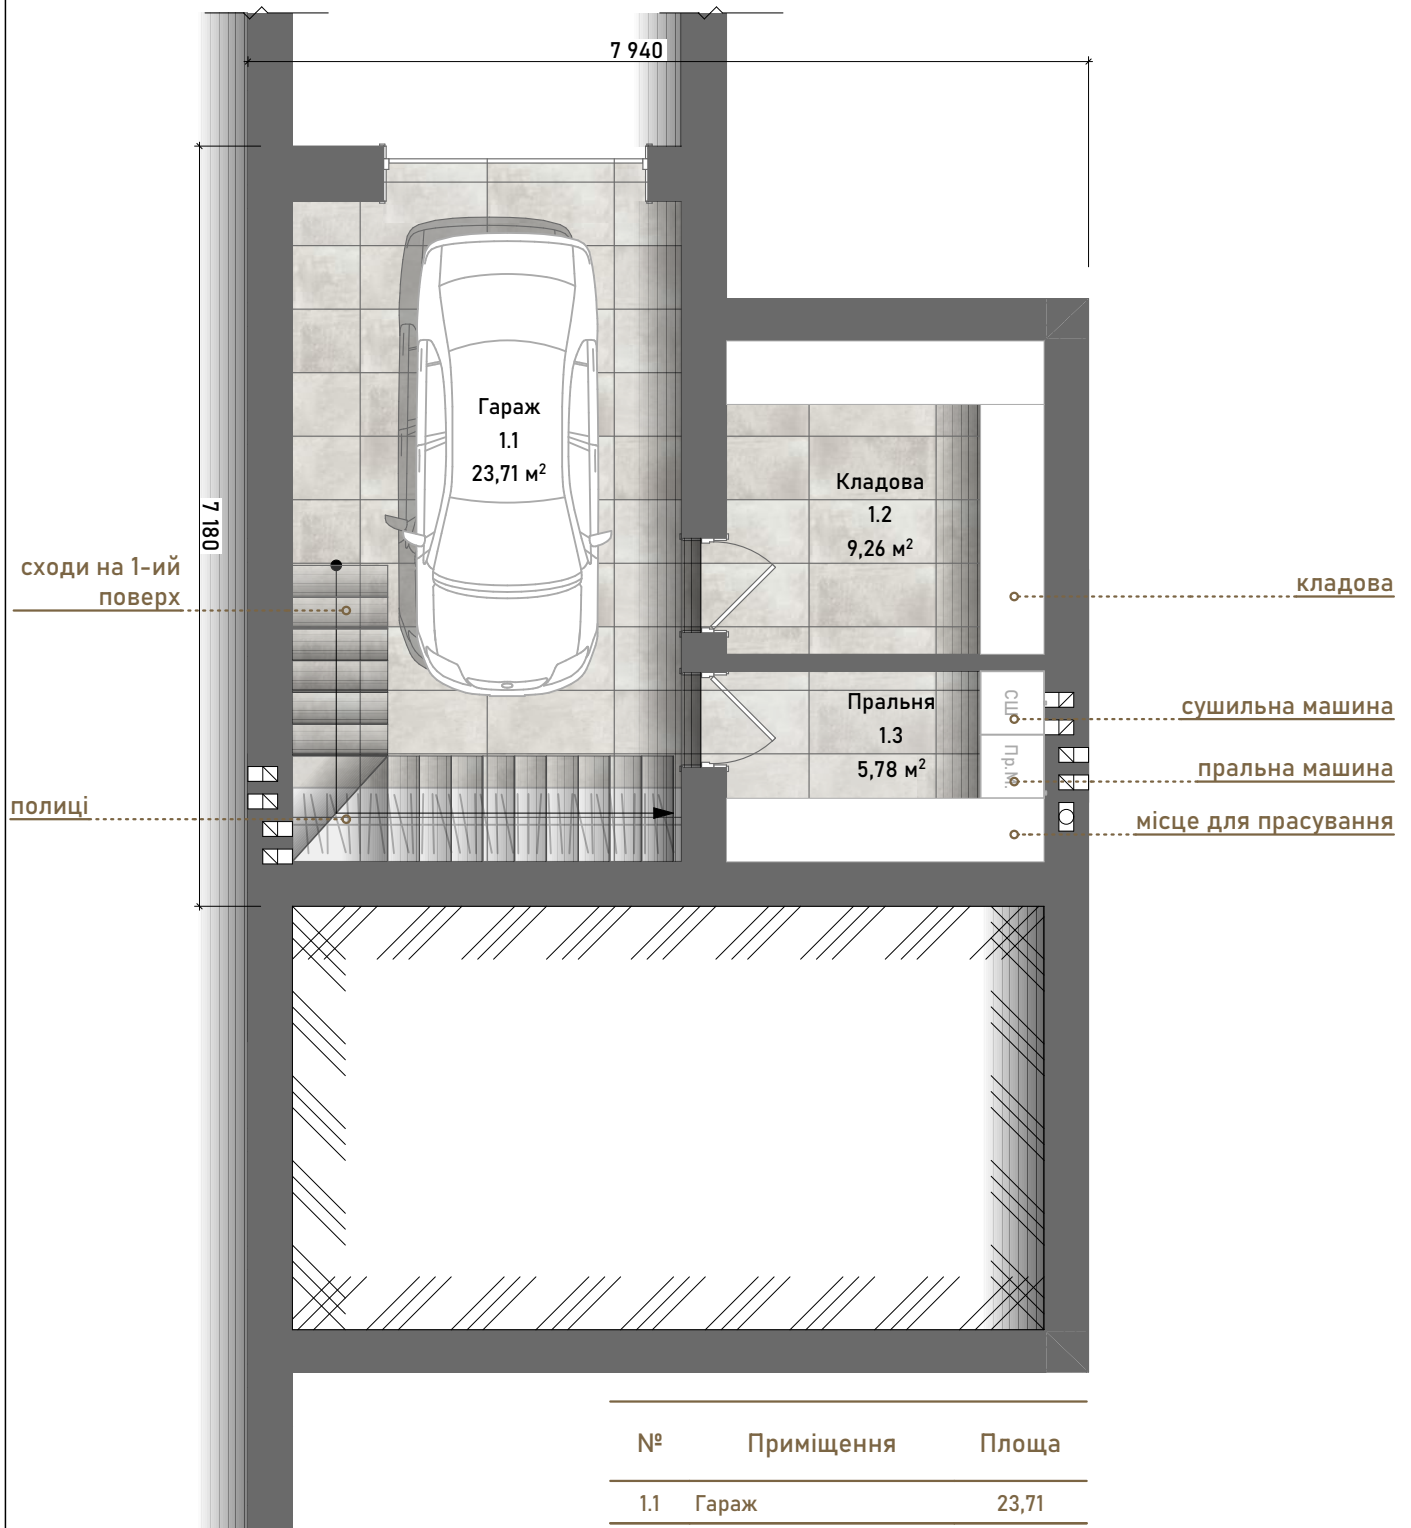 7 940
Гараж
1.1
23,71 м²
7 180
Кладова
1.2
9,26 м²
сходи на 1-ий
поверх
кладова
Пральня
1.3
5,78 м²
СШ
сушильна машина
Пр.М.
пральна машина
полиці
місце для прасування
№ Приміщення Площа
1.1 Гараж 23,71